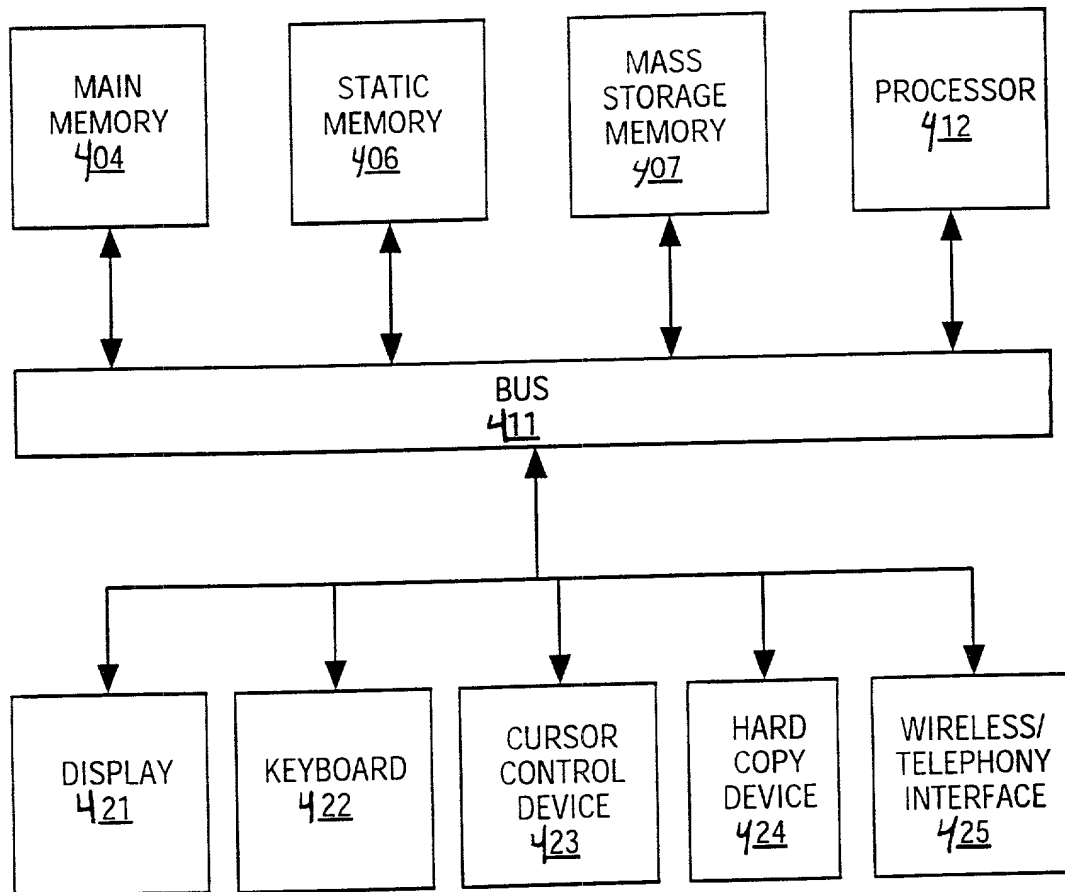 MAIN
MEMORY
404
STATIC
MEMORY
406
MASS
STORAGE
MEMORY
407
PROCESSOR
412
BUS
411
DISPLAY
421
KEYBOARD
422
CURSOR
CONTROL
DEVICE
423
HARD
COPY
DEVICE
424
WIRELESS/
TELEPHONY
INTERFACE
425